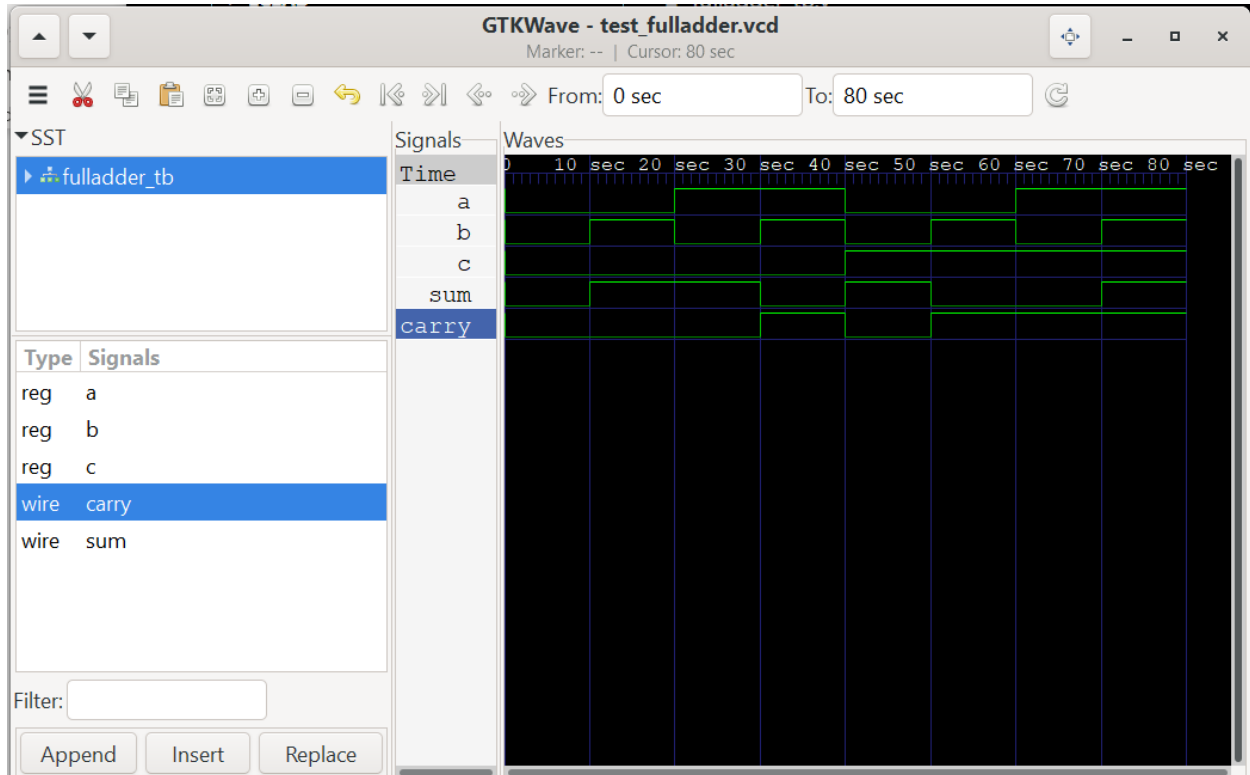 GTKWave - test_fulladder.vcd
Marker: -- | Cursor: 80 sec
From: 0 sec To: 80 sec
SST
fulladder_tb
Type Signals
reg a
reg b
reg c
wire carry
wire sum
Filter:
Append Insert Replace
Signals
Time
a
b
c
sum
carry
Waves
0 10 sec 20 sec 30 sec 40 sec 50 sec 60 sec 70 sec 80 sec